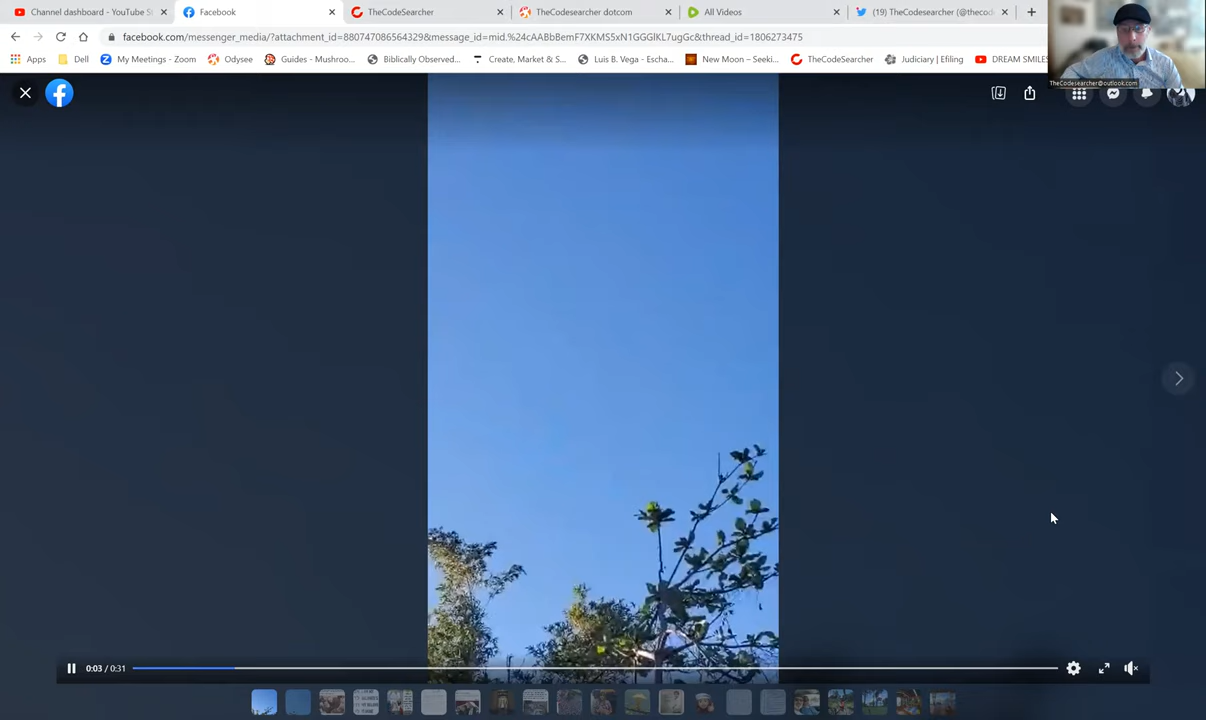 Channel dashboard - YouTube S
Facebook
TheCodeSearcher
TheCodesearcher dotcom
All Videos
(19) TheCodesearcher (@thecod
facebook.com/messenger_media/?attachment_id=880747086564329&message_id=mid.%24cAABbBemF7XKMS5xN1GGGlKL7ugGc&thread_id=1806273475
Apps
Dell
My Meetings - Zoom
Odysee
Guides - Mushroo...
Biblically Observed...
Create, Market & S...
Luis B. Vega - Escha...
New Moon – Seeki...
TheCodeSearcher
Judiciary | Efiling
DREAM SMILES
TheCodesearcher@outlook.com
0:03 / 0:31